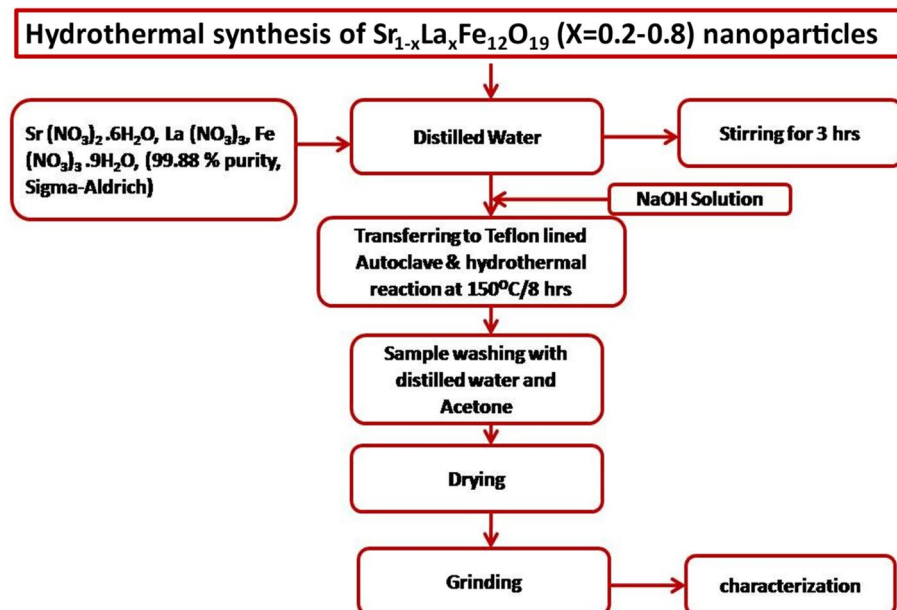 Hydrothermal synthesis of Sr₁₋ₓLaₓFe₁₂O₁₉ (X=0.2-0.8) nanoparticles
Sr (NO₃)₂ .6H₂O, La (NO₃)₃, Fe
(NO₃)₃ .9H₂O, (99.88 % purity,
Sigma-Aldrich)
Distilled Water
Stirring for 3 hrs
NaOH Solution
Transferring to Teflon lined
Autoclave & hydrothermal
reaction at 150⁰C/8 hrs
Sample washing with
distilled water and
Acetone
Drying
Grinding
characterization